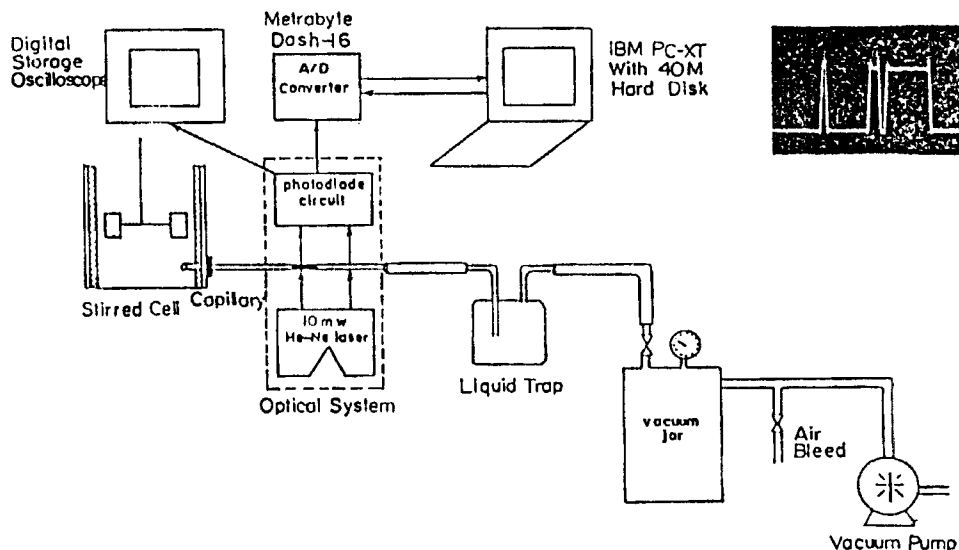 Digital
Storage
Oscilloscope
Metrabyte
Dash-16
A/D
Converter
IBM PC-XT
With 40M
Hard Disk
photodiode
circuit
Stirred Cell
Capillary
10 mw
He-Ne laser
Optical System
Liquid Trap
vacuum
jar
Air
Bleed
Vacuum Pump